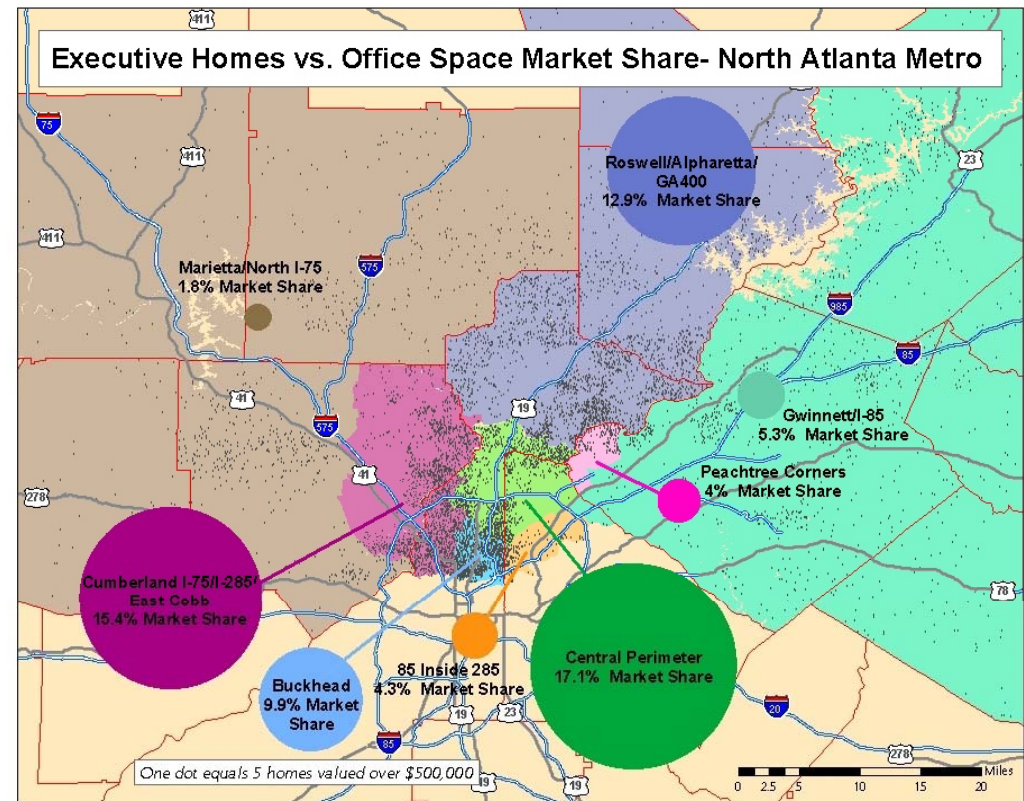 411
Executive Homes vs. Office Space Market Share- North Atlanta Metro
75
411
23
Roswell/Alpharetta/
GA400
12.9% Market Share
411
575
Marietta/North I-75
1.8% Market Share
985
85
41
19
575
Gwinnett/I-85
5.3% Market Share
41
Peachtree Corners
4% Market Share
278
Cumberland I-75/I-285/
East Cobb
15.4% Market Share
78
85 Inside 285
4.3% Market Share
Central Perimeter
17.1% Market Share
Buckhead
9.9% Market
Share
19
23
20
85
278
One dot equals 5 homes valued over $500,000
19
19
Miles
0 2.5 5 10 15 20